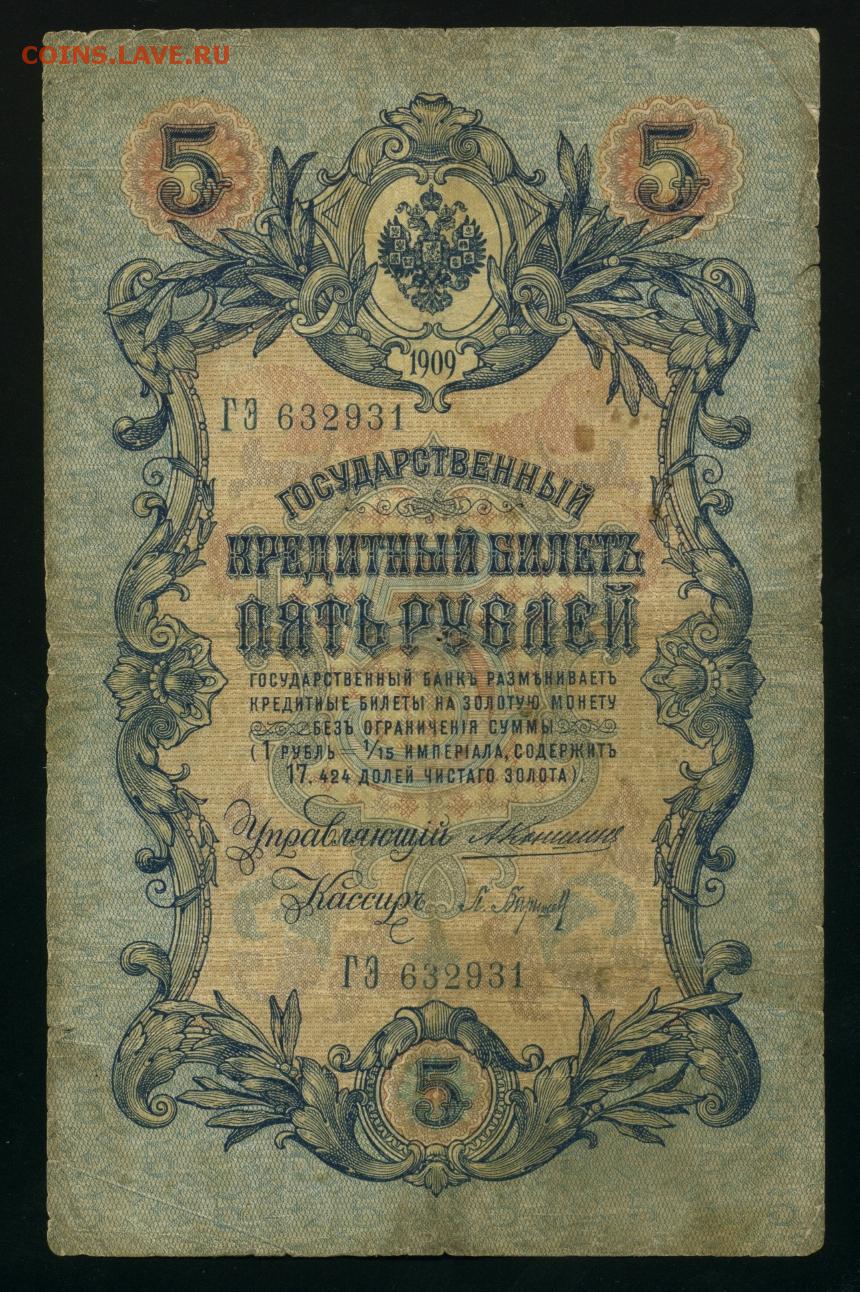 COINS.LAVE.RU
5 5
1909
ГЭ 632931
ГОСУДАРСТВЕННЫЙ
КРЕДИТНЫЙ БИЛЕТЪ
ПЯТЬ РУБЛЕЙ
ГОСУДАРСТВЕННЫЙ БАНКЪ РАЗМѢНИВАЕТЪ
КРЕДИТНЫЕ БИЛЕТЫ НА ЗОЛОТУЮ МОНЕТУ
БЕЗЪ ОГРАНИЧЕНІЯ СУММЫ
(1 РУБЛЬ = 1/15 ИМПЕРІАЛА, СОДЕРЖИТЪ
17.424 ДОЛЕЙ ЧИСТАГО ЗОЛОТА).
Управляющій А Коншинъ
Кассиръ
ГЭ 632931
5